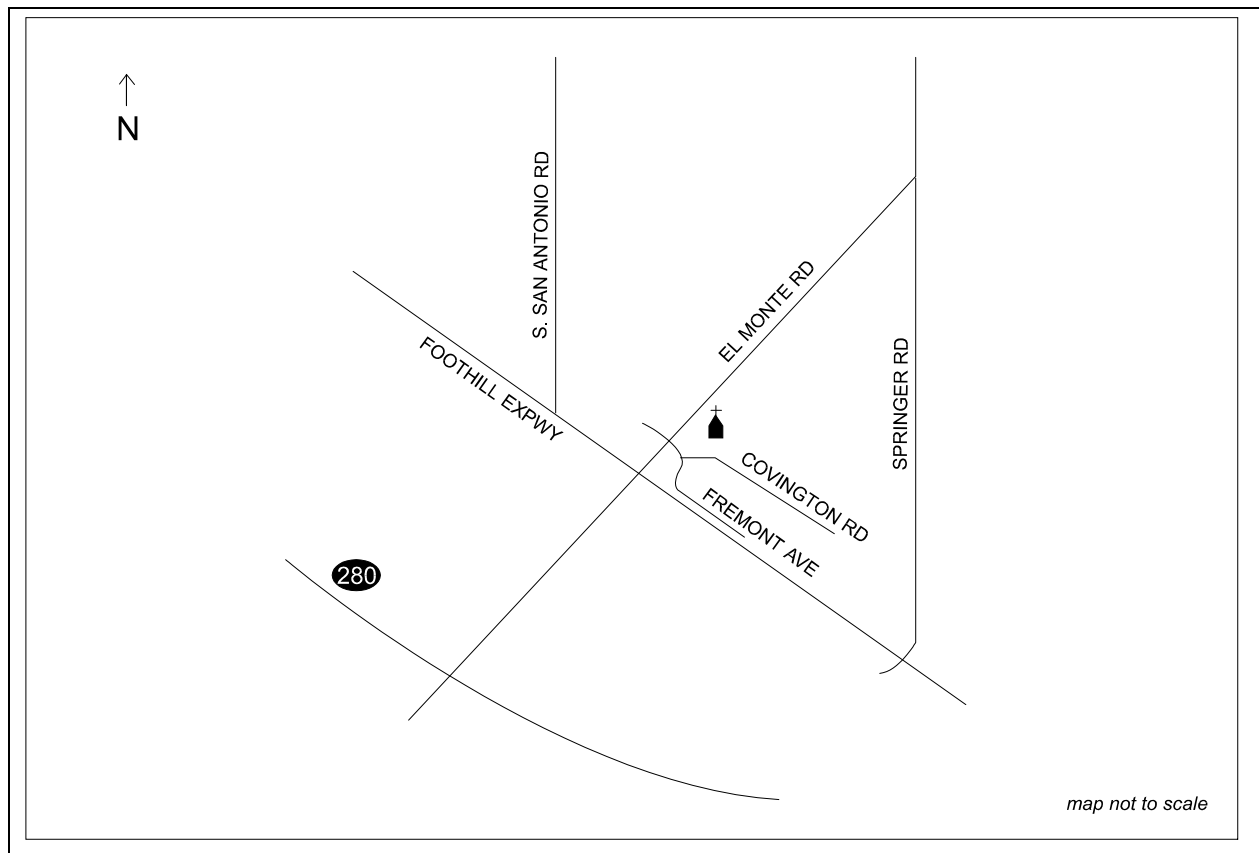 N
S. SAN ANTONIO RD
EL MONTE RD
FOOTHILL EXPWY
SPRINGER RD
COVINGTON RD
FREMONT AVE
280
map not to scale